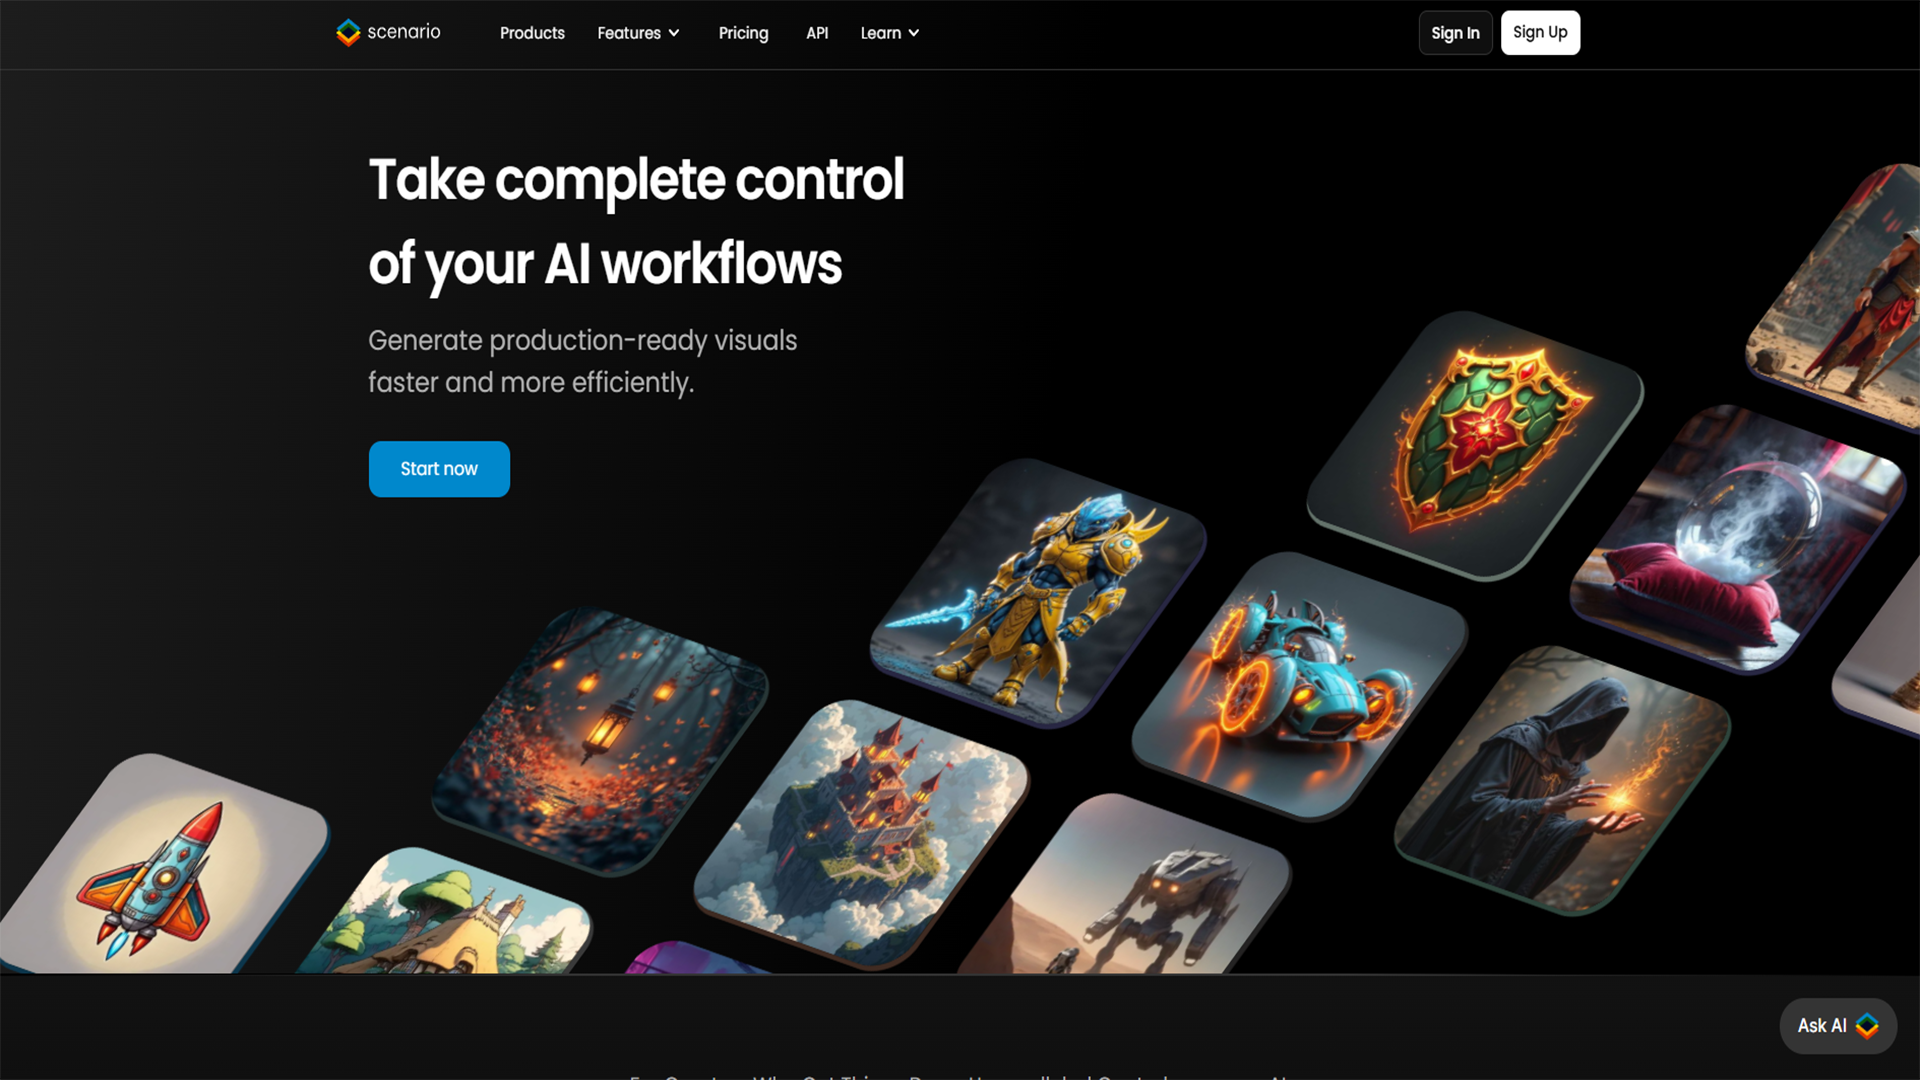 scenario
Products
Features
Pricing
API
Learn
Sign In
Sign Up
Take complete control
of your AI workflows
Generate production-ready visuals
faster and more efficiently.
Start now
Ask AI